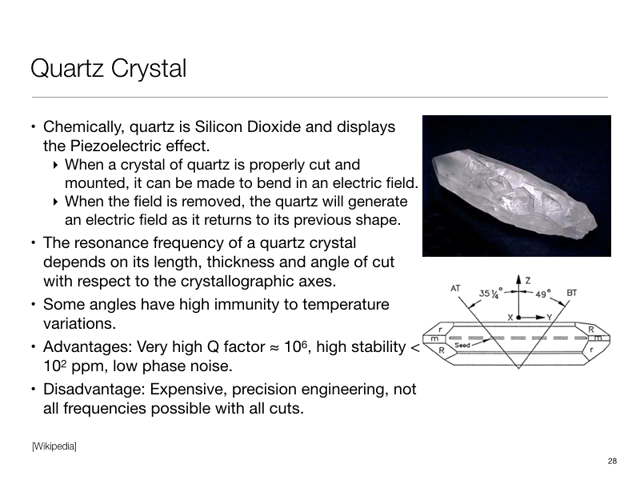 Quartz Crystal
• Chemically, quartz is Silicon Dioxide and displays
the Piezoelectric effect.
‣ When a crystal of quartz is properly cut and
mounted, it can be made to bend in an electric field.
‣ When the field is removed, the quartz will generate
an electric field as it returns to its previous shape.
• The resonance frequency of a quartz crystal
depends on its length, thickness and angle of cut
with respect to the crystallographic axes.
• Some angles have high immunity to temperature
variations.
• Advantages: Very high Q factor ≈ 10⁶, high stability <
10² ppm, low phase noise.
• Disadvantage: Expensive, precision engineering, not
all frequencies possible with all cuts.
Z
AT 35 ¼° 49° BT
X Y
r R
m Seed m
R r
[Wikipedia]
28